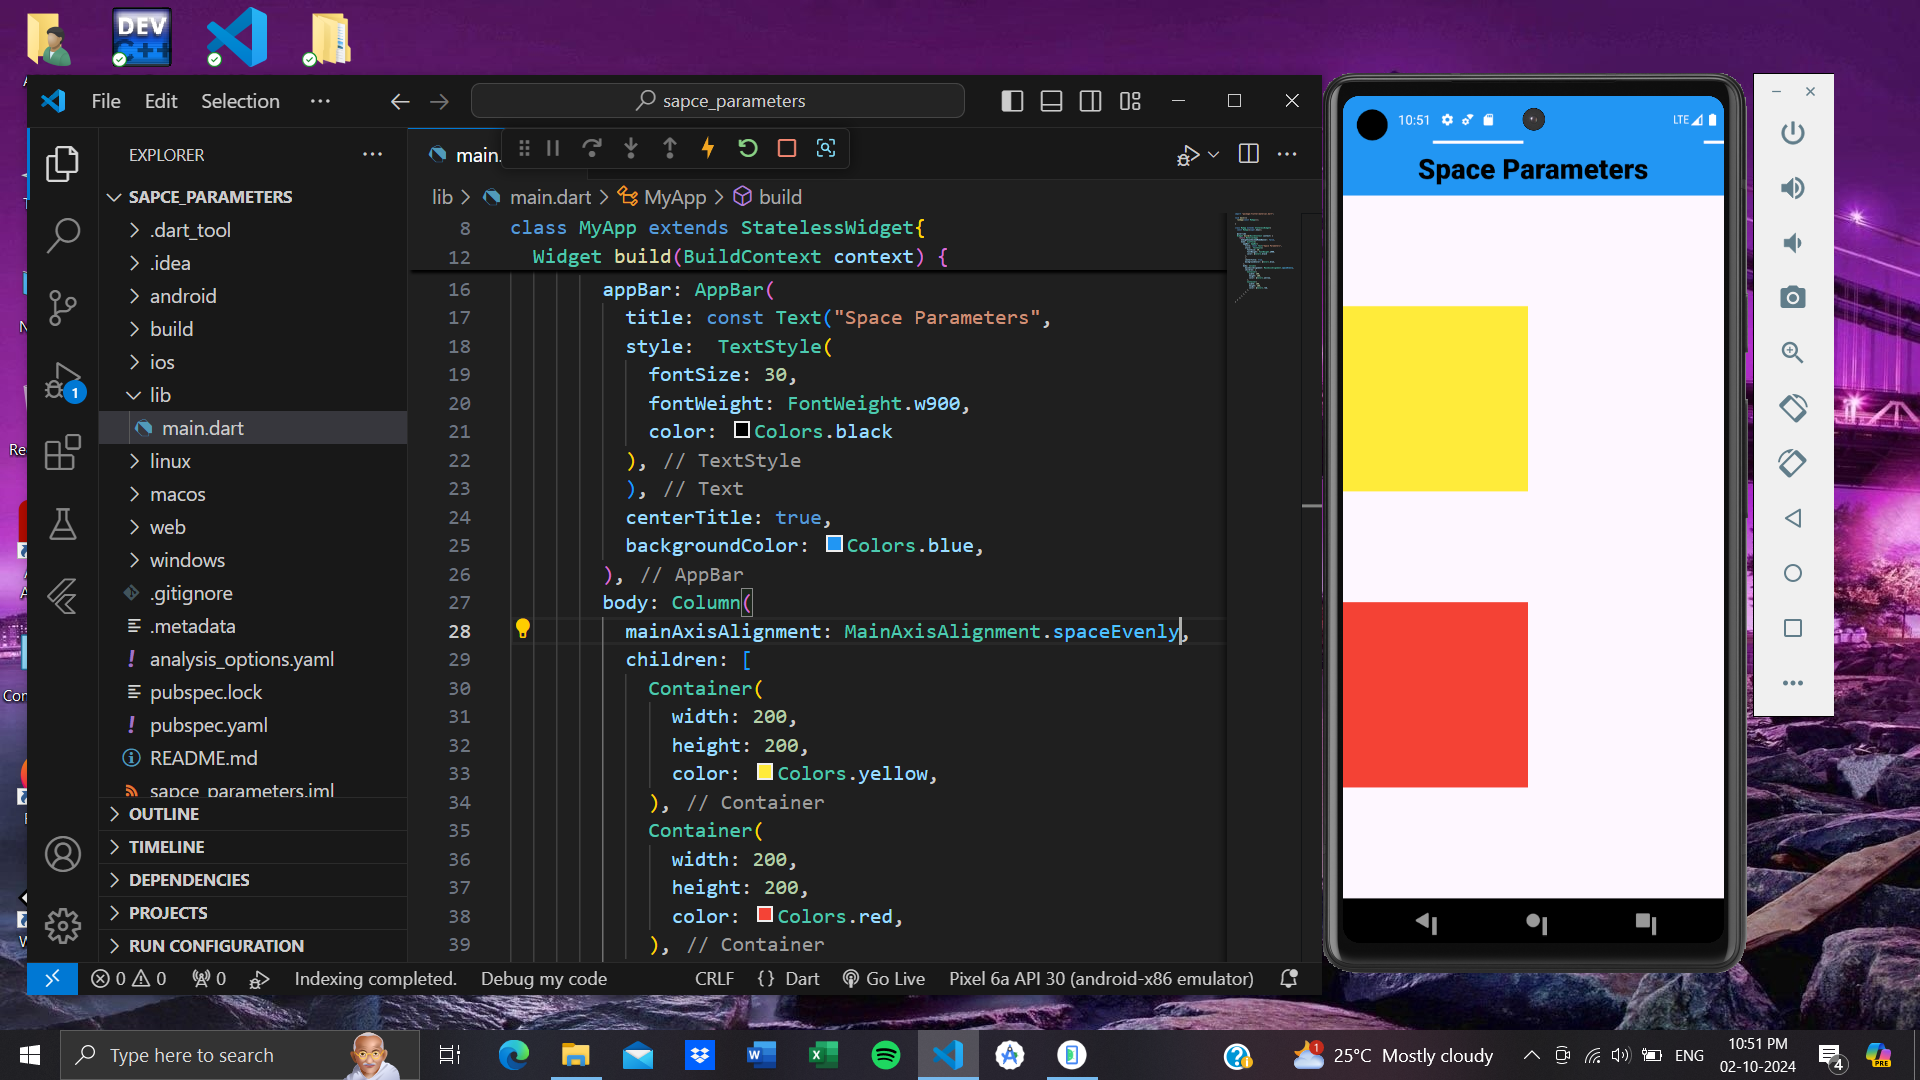 DEV
C++
File Edit Selection ···
sapce_parameters
EXPLORER
SAPCE_PARAMETERS
.dart_tool
.idea
android
build
ios
lib
main.dart
linux
macos
web
windows
.gitignore
.metadata
analysis_options.yaml
pubspec.lock
pubspec.yaml
README.md
sapce_parameters.iml
OUTLINE
TIMELINE
DEPENDENCIES
PROJECTS
RUN CONFIGURATION
1
main.
lib > main.dart > MyApp > build
8 class MyApp extends StatelessWidget{
12 Widget build(BuildContext context) {
16 appBar: AppBar(
17 title: const Text("Space Parameters",
18 style:  TextStyle(
19 fontSize: 30,
20 fontWeight: FontWeight.w900,
21 color: Colors.black
22 ), // TextStyle
23 ), // Text
24 centerTitle: true,
25 backgroundColor: Colors.blue,
26 ), // AppBar
27 body: Column(
28 mainAxisAlignment: MainAxisAlignment.spaceEvenly,
29 children: [
30 Container(
31 width: 200,
32 height: 200,
33 color: Colors.yellow,
34 ), // Container
35 Container(
36 width: 200,
37 height: 200,
38 color: Colors.red,
39 ), // Container
0 0 0 Indexing completed. Debug my code CRLF {} Dart Go Live Pixel 6a API 30 (android-x86 emulator)
10:51 LTE
Space Parameters
Type here to search
1 25°C Mostly cloudy ENG
10:51 PM
02-10-2024
4
PRE